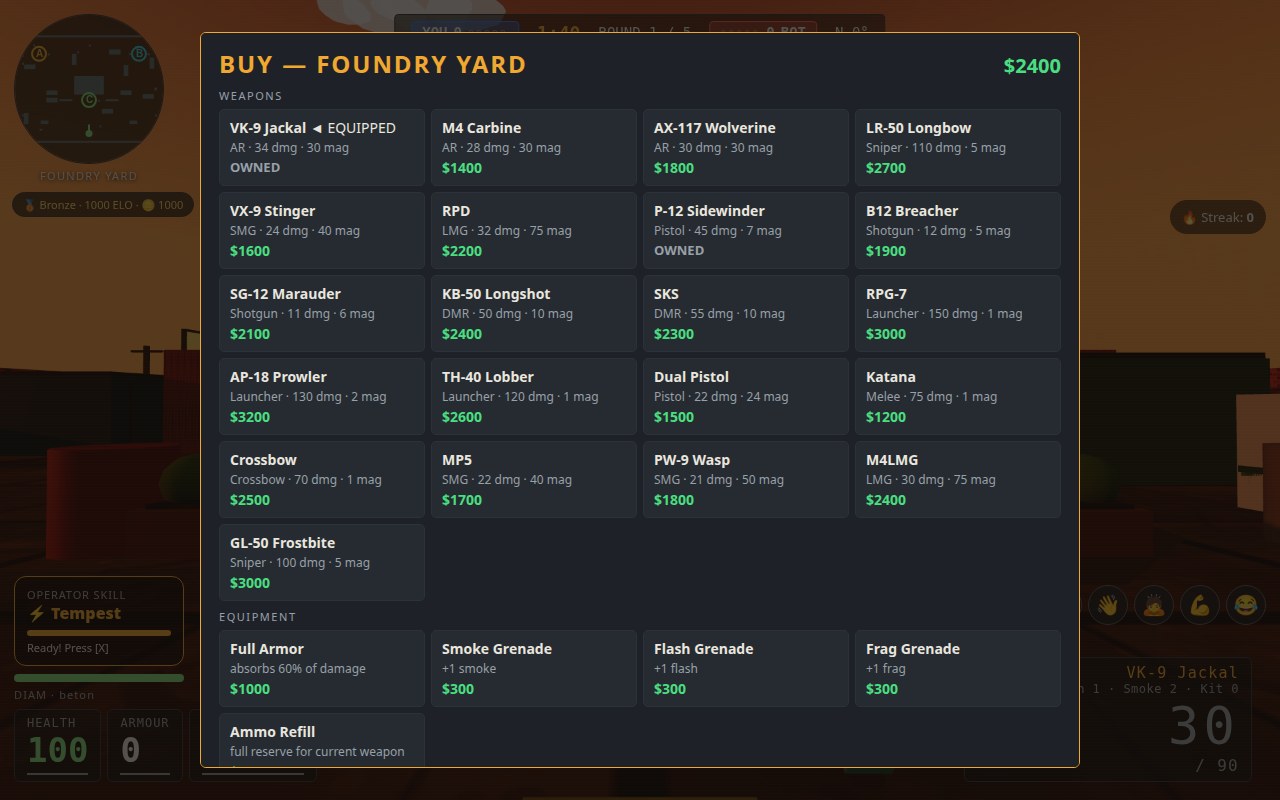 YOU 0 1:40 ROUND 1 / 5 0 BOT N 0°
BUY — FOUNDRY YARD
$2400
WEAPONS
VK-9 Jackal ◄ EQUIPPED
AR · 34 dmg · 30 mag
OWNED
M4 Carbine
AR · 28 dmg · 30 mag
$1400
AX-117 Wolverine
AR · 30 dmg · 30 mag
$1800
LR-50 Longbow
Sniper · 110 dmg · 5 mag
$2700
VX-9 Stinger
SMG · 24 dmg · 40 mag
$1600
RPD
LMG · 32 dmg · 75 mag
$2200
P-12 Sidewinder
Pistol · 45 dmg · 7 mag
OWNED
B12 Breacher
Shotgun · 12 dmg · 5 mag
$1900
SG-12 Marauder
Shotgun · 11 dmg · 6 mag
$2100
KB-50 Longshot
DMR · 50 dmg · 10 mag
$2400
SKS
DMR · 55 dmg · 10 mag
$2300
RPG-7
Launcher · 150 dmg · 1 mag
$3000
AP-18 Prowler
Launcher · 130 dmg · 2 mag
$3200
TH-40 Lobber
Launcher · 120 dmg · 1 mag
$2600
Dual Pistol
Pistol · 22 dmg · 24 mag
$1500
Katana
Melee · 75 dmg · 1 mag
$1200
Crossbow
Crossbow · 70 dmg · 1 mag
$2500
MP5
SMG · 22 dmg · 40 mag
$1700
PW-9 Wasp
SMG · 21 dmg · 50 mag
$1800
M4LMG
LMG · 30 dmg · 75 mag
$2400
GL-50 Frostbite
Sniper · 100 dmg · 5 mag
$3000
EQUIPMENT
Full Armor
absorbs 60% of damage
$1000
Smoke Grenade
+1 smoke
$300
Flash Grenade
+1 flash
$300
Frag Grenade
+1 frag
$300
Ammo Refill
full reserve for current weapon
A
B
C
FOUNDRY YARD
Bronze · 1000 ELO · 1000
Streak: 0
OPERATOR SKILL
⚡ Tempest
Ready! Press [X]
DIAM · beton
HEALTH
100
ARMOUR
0
VK-9 Jackal
1 · Smoke 2 · Kit 0
30
/ 90